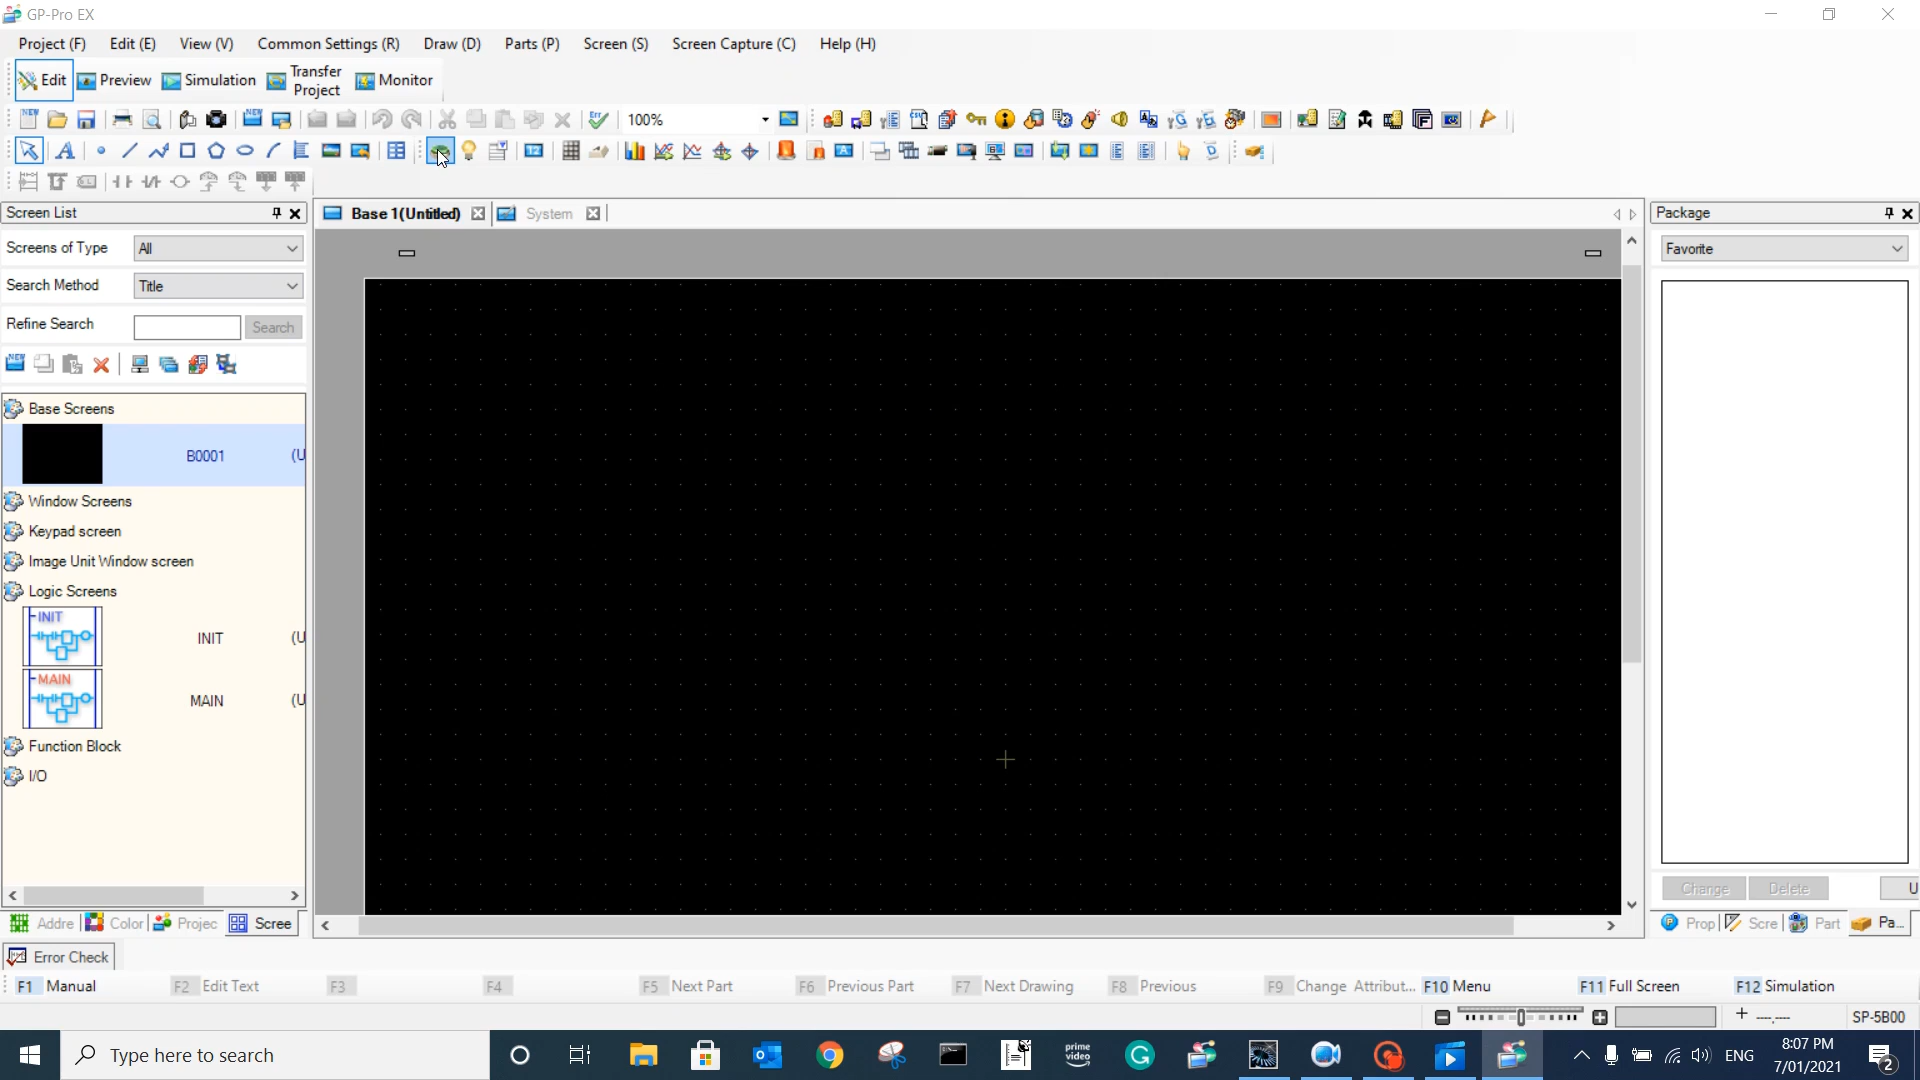 GP-Pro EX
Project (F) Edit (E) View (V) Common Settings (R) Draw (D) Parts (P) Screen (S) Screen Capture (C) Help (H)
Edit Preview Simulation Transfer Project Monitor
100%
Screen List
Base 1(Untitled) System
Package
Screens of Type All
Favorite
Search Method Title
Refine Search Search
Base Screens
B0001 (U
Window Screens
Keypad screen
Image Unit Window screen
Logic Screens
INIT
INIT (U
MAIN
MAIN (U
Function Block
I/O
Change Delete U
Addre Color Projec Scree
Prop Scre Part Pa...
Error Check
F1 Manual F2 Edit Text F3 F4 F5 Next Part F6 Previous Part F7 Next Drawing F8 Previous F9 Change Attribut... F10 Menu F11 Full Screen F12 Simulation
SP-5B00
Type here to search
prime video
ENG
8:07 PM
7/01/2021
2